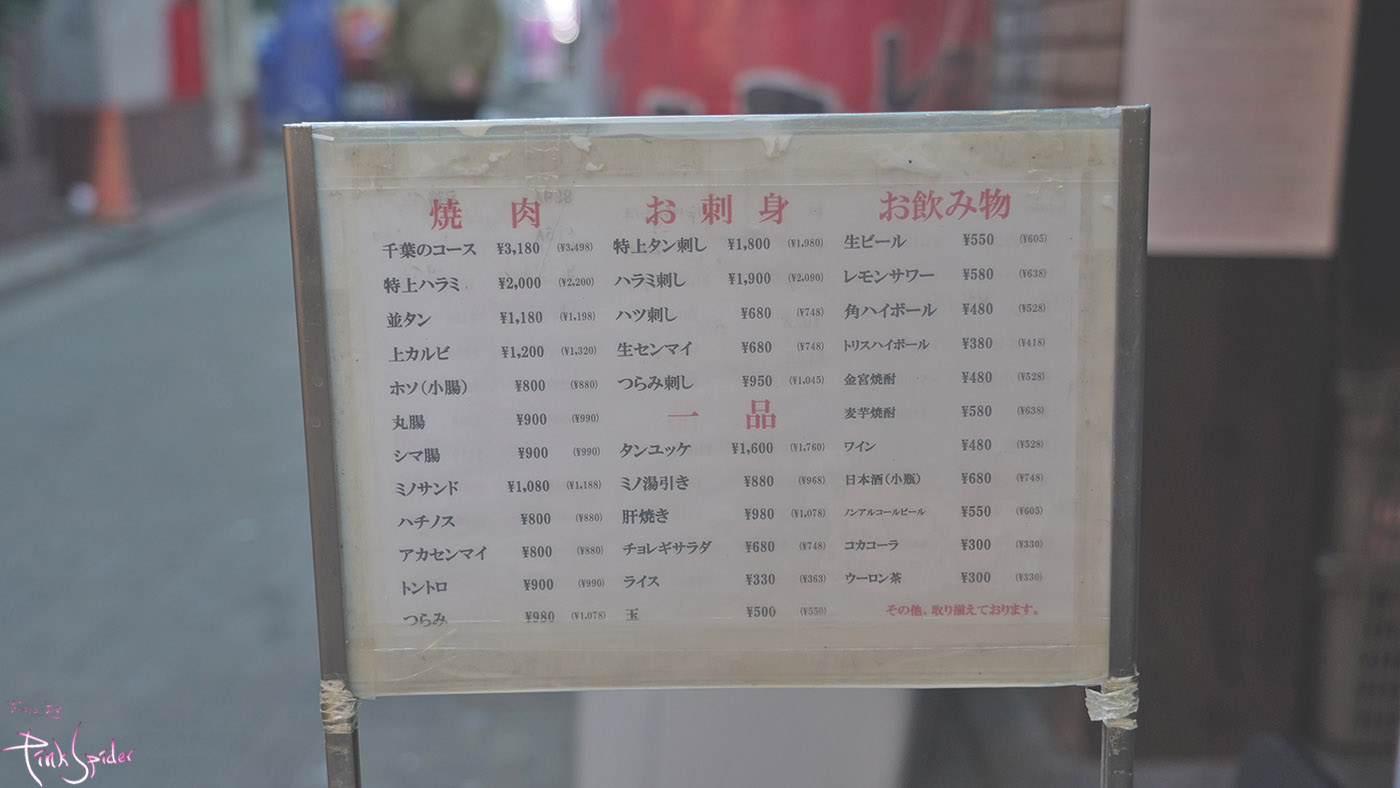 焼肉
千葉のコース ¥3,180 (¥3,498)
特上ハラミ ¥2,000 (¥2,200)
並タン ¥1,180 (¥1,198)
上カルビ ¥1,200 (¥1,320)
ホソ(小腸) ¥800 (¥880)
丸腸 ¥900 (¥990)
シマ腸 ¥900 (¥990)
ミノサンド ¥1,080 (¥1,188)
ハチノス ¥800 (¥880)
アカセンマイ ¥800 (¥880)
トントロ ¥900 (¥990)
つらみ ¥980 (¥1,078)
お刺身
特上タン刺し ¥1,800 (¥1,980)
ハラミ刺し ¥1,900 (¥2,090)
ハツ刺し ¥680 (¥748)
生センマイ ¥680 (¥748)
つらみ刺し ¥950 (¥1,045)
一品
タンユッケ ¥1,600 (¥1,760)
ミノ湯引き ¥880 (¥968)
肝焼き ¥980 (¥1,078)
チョレギサラダ ¥680 (¥748)
ライス ¥330 (¥363)
玉 ¥500 (¥550)
お飲み物
生ビール ¥550 (¥605)
レモンサワー ¥580 (¥638)
角ハイボール ¥480 (¥528)
トリスハイボール ¥380 (¥418)
金宮焼酎 ¥480 (¥528)
麦芋焼酎 ¥580 (¥638)
ワイン ¥480 (¥528)
日本酒(小瓶) ¥680 (¥748)
ノンアルコールビール ¥550 (¥605)
コカコーラ ¥300 (¥330)
ウーロン茶 ¥300 (¥330)
その他、取り揃えております。
Pink Spider